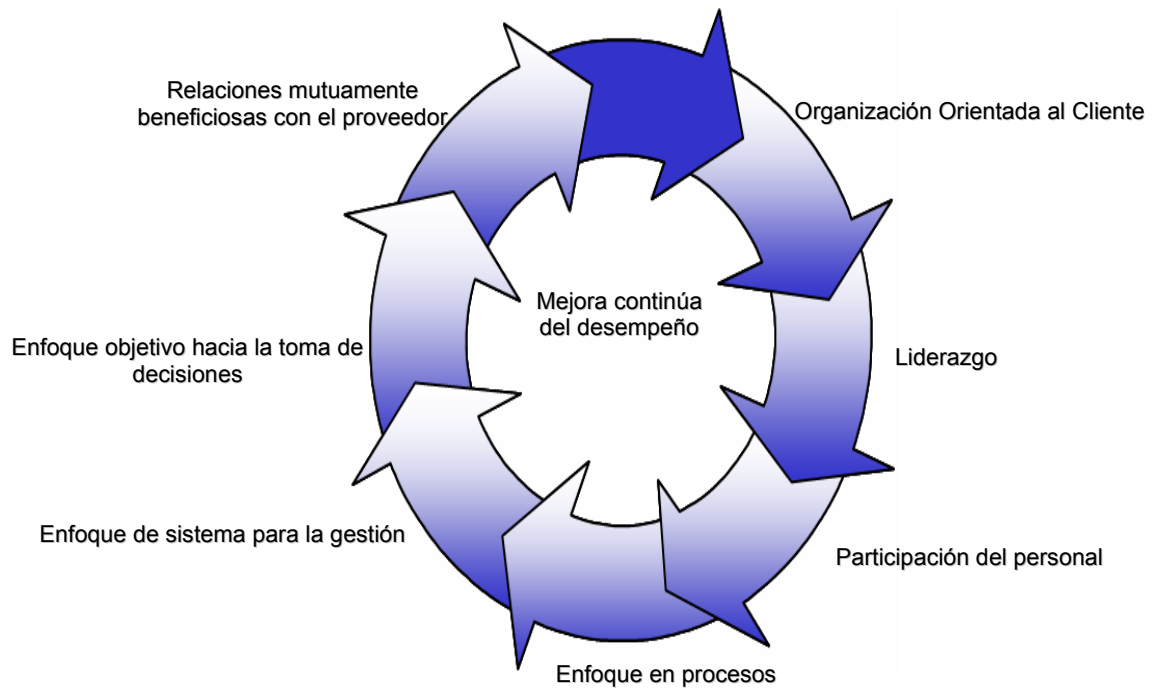 Relaciones mutuamente
beneficiosas con el proveedor
Organización Orientada al Cliente
Mejora continúa
del desempeño
Enfoque objetivo hacia la toma de
decisiones
Liderazgo
Enfoque de sistema para la gestión
Participación del personal
Enfoque en procesos